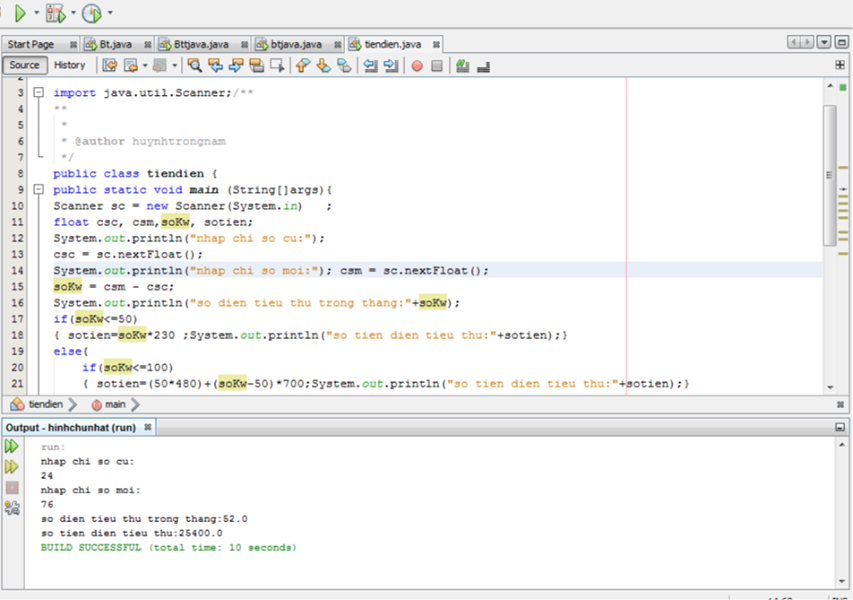 Start Page Bt.java Bttjava.java btjava.java tiendien.java
Source History
3 import java.util.Scanner;/**
4 **
5 *
6 * @author huynhtrongnam
7 */
8 public class tiendien {
9 public static void main (String[]args){
10 Scanner sc = new Scanner(System.in) ;
11 float csc, csm,soKw, sotien;
12 System.out.println("nhap chi so cu:");
13 csc = sc.nextFloat();
14 System.out.println("nhap chi so moi:"); csm = sc.nextFloat();
15 soKw = csm - csc;
16 System.out.println("so dien tieu thu trong thang:"+soKw);
17 if(soKw<=50)
18 { sotien=soKw*230 ;System.out.println("so tien dien tieu thu:"+sotien);}
19 else{
20 if(soKw<=100)
21 { sotien=(50*480)+(soKw-50)*700;System.out.println("so tien dien tieu thu:"+sotien);}
tiendien main
Output - hinhchunhat (run)
run:
nhap chi so cu:
24
nhap chi so moi:
76
so dien tieu thu trong thang:52.0
so tien dien tieu thu:25400.0
BUILD SUCCESSFUL (total time: 10 seconds)